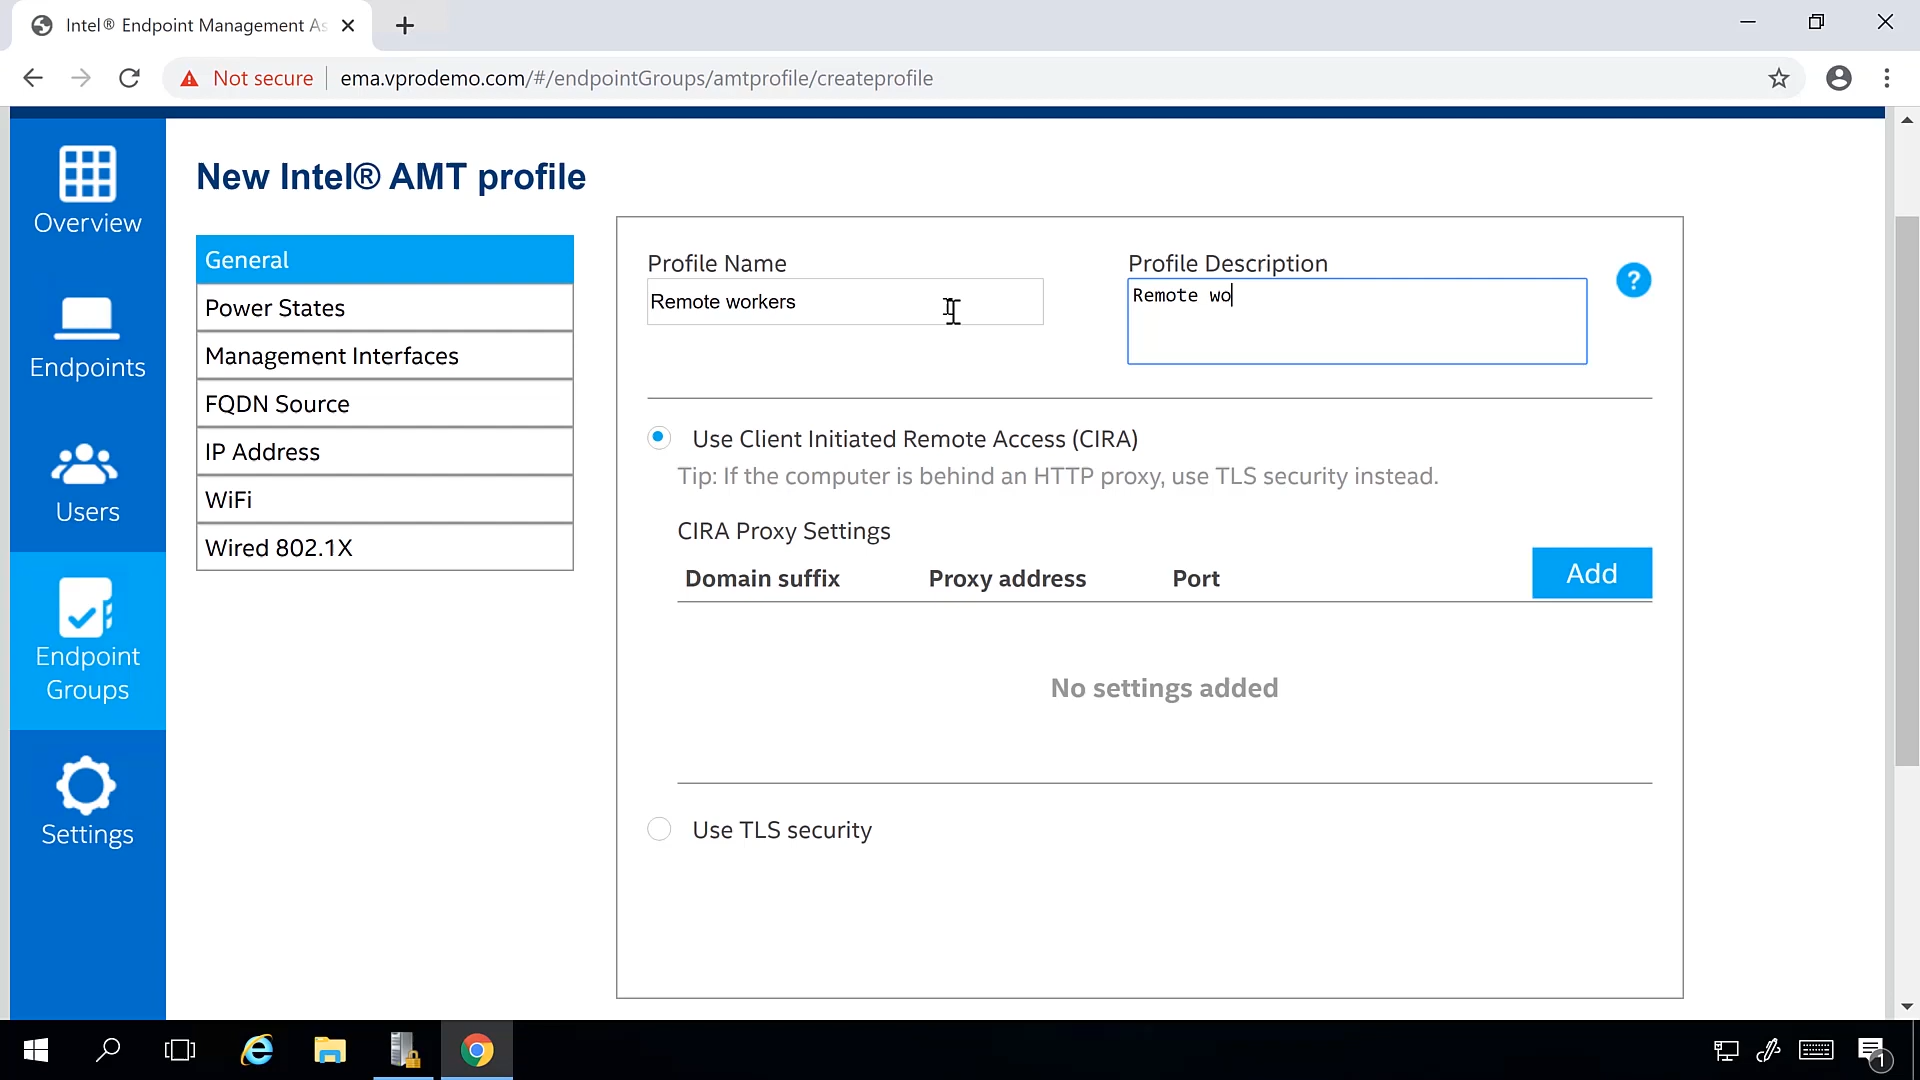 Intel® Endpoint Management As
Not secure
ema.vprodemo.com/#/endpointGroups/amtprofile/createprofile
Overview
Endpoints
Users
Endpoint
Groups
Settings
New Intel® AMT profile
General
Power States
Management Interfaces
FQDN Source
IP Address
WiFi
Wired 802.1X
Profile Name
Remote workers
Profile Description
Remote wo
?
Use Client Initiated Remote Access (CIRA)
Tip: If the computer is behind an HTTP proxy, use TLS security instead.
CIRA Proxy Settings
Domain suffix Proxy address Port
Add
No settings added
Use TLS security
1